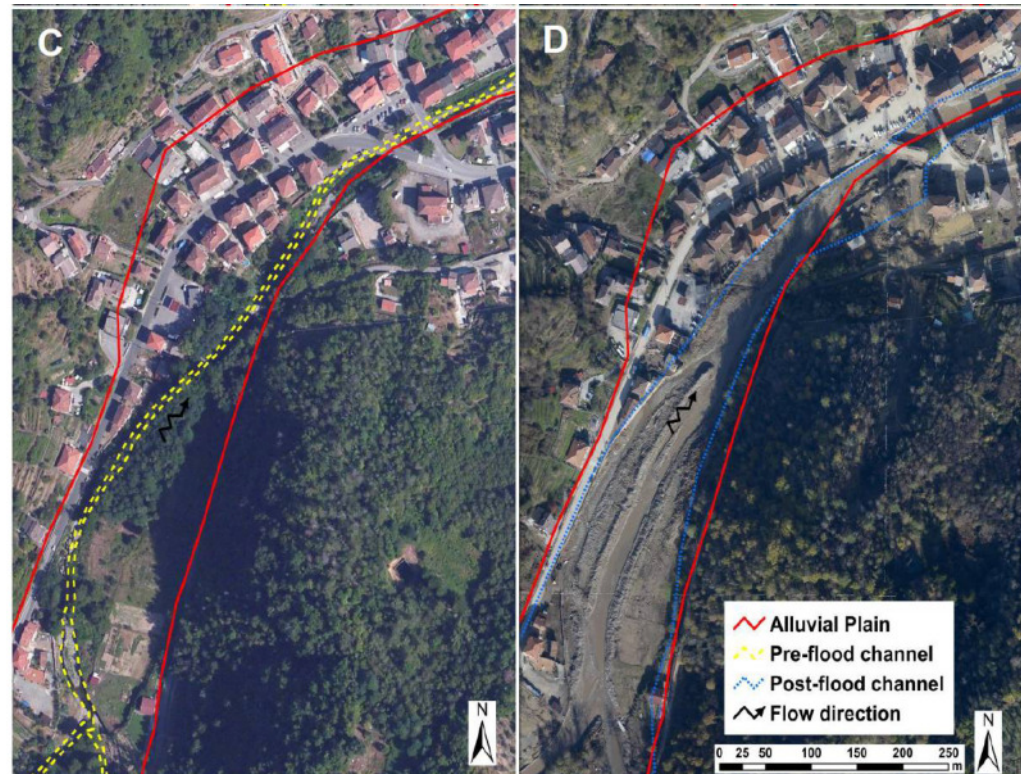 C
D
Alluvial Plain
Pre-flood channel
Post-flood channel
Flow direction
N
N
0 25 50 100 150 200 250
m